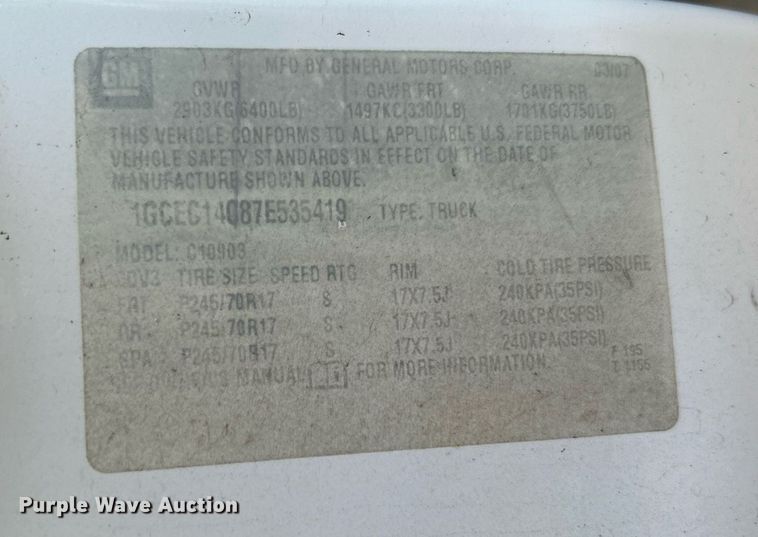 GM
MFD BY GENERAL MOTORS CORP. 03/07
GVWR GAWR FRT GAWR RR
2903KG(6400LB) 1497KG(3300LB) 1701KG(3750LB)
THIS VEHICLE CONFORMS TO ALL APPLICABLE U.S. FEDERAL MOTOR
VEHICLE SAFETY STANDARDS IN EFFECT ON THE DATE OF
MANUFACTURE SHOWN ABOVE.
1GCEC14C87E535419 TYPE: TRUCK
MODEL: C10903
TIRE SIZE SPEED RTG RIM COLD TIRE PRESSURE
FRT P245/70R17 S 17X7.5J 240KPA(35PSI)
RR P245/70R17 S 17X7.5J 240KPA(35PSI)
SPA P245/70R17 S 17X7.5J 240KPA(35PSI)
MANUAL FOR MORE INFORMATION.
F 195
T 1156
Purple Wave Auction